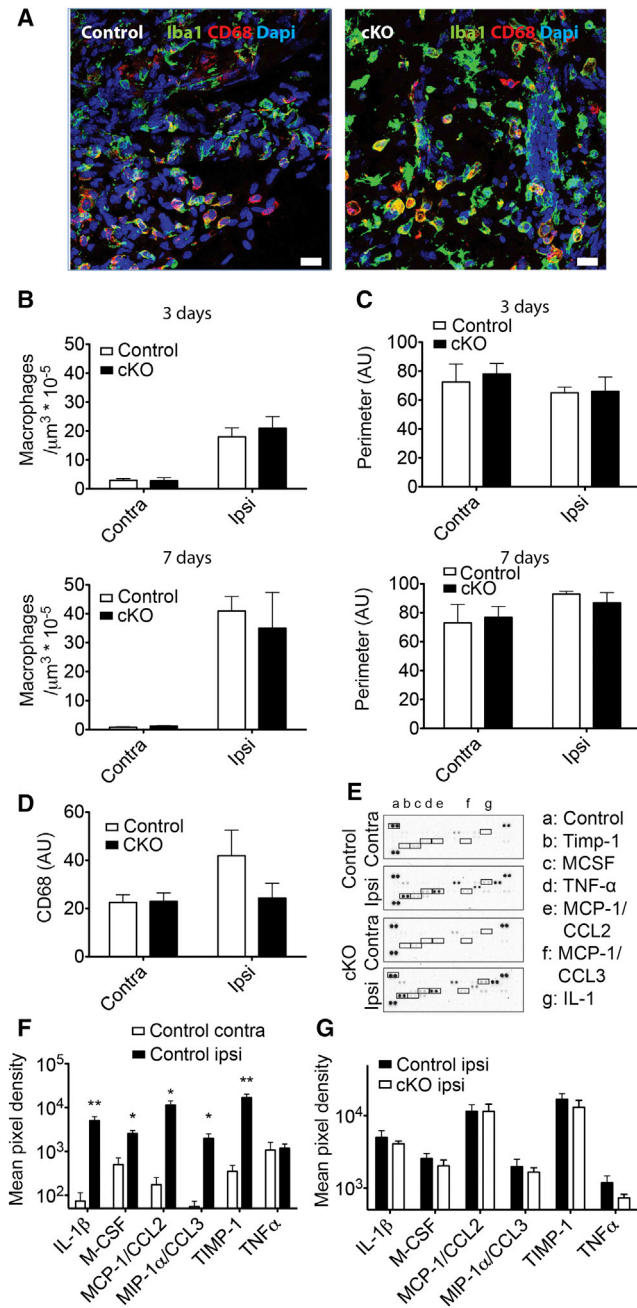 A
Control Iba1 CD68 Dapi
cKO Iba1 CD68 Dapi
B
3 days
Control
cKO
Macrophages
/μm³ * 10⁻⁵
50
40
30
20
10
0
Contra
Ipsi
7 days
Control
cKO
Macrophages
/μm³ * 10⁻⁵
50
40
30
20
10
0
Contra
Ipsi
C
3 days
Control
cKO
Perimeter (AU)
100
80
60
40
20
0
Contra
Ipsi
7 days
Control
cKO
Perimeter (AU)
100
80
60
40
20
0
Contra
Ipsi
D
Control
CKO
CD68 (AU)
60
40
20
0
Contra
Ipsi
E
a b c d e f g
Control
Contra
Ipsi
cKO
Contra
Ipsi
a: Control
b: Timp-1
c: MCSF
d: TNF-α
e: MCP-1/
CCL2
f: MCP-1/
CCL3
g: IL-1
F
Control contra
Control ipsi
Mean pixel density
10⁵
10⁴
10³
10²
** * * * **
IL-1β
M-CSF
MCP-1/CCL2
MIP-1α/CCL3
TIMP-1
TNFα
G
Control ipsi
cKO ipsi
Mean pixel density
10⁴
10³
IL-1β
M-CSF
MCP-1/CCL2
MIP-1α/CCL3
TIMP-1
TNFα